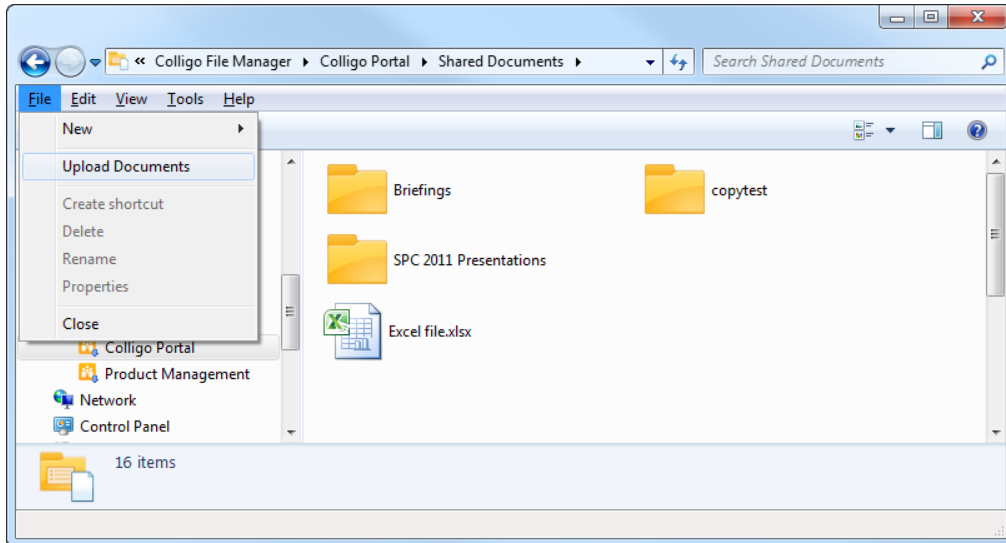 « Colligo File Manager Colligo Portal Shared Documents
Search Shared Documents
File Edit View Tools Help
New
Upload Documents
Create shortcut
Delete
Rename
Properties
Close
Colligo Portal
Product Management
Network
Control Panel
Briefings
copytest
SPC 2011 Presentations
Excel file.xlsx
16 items